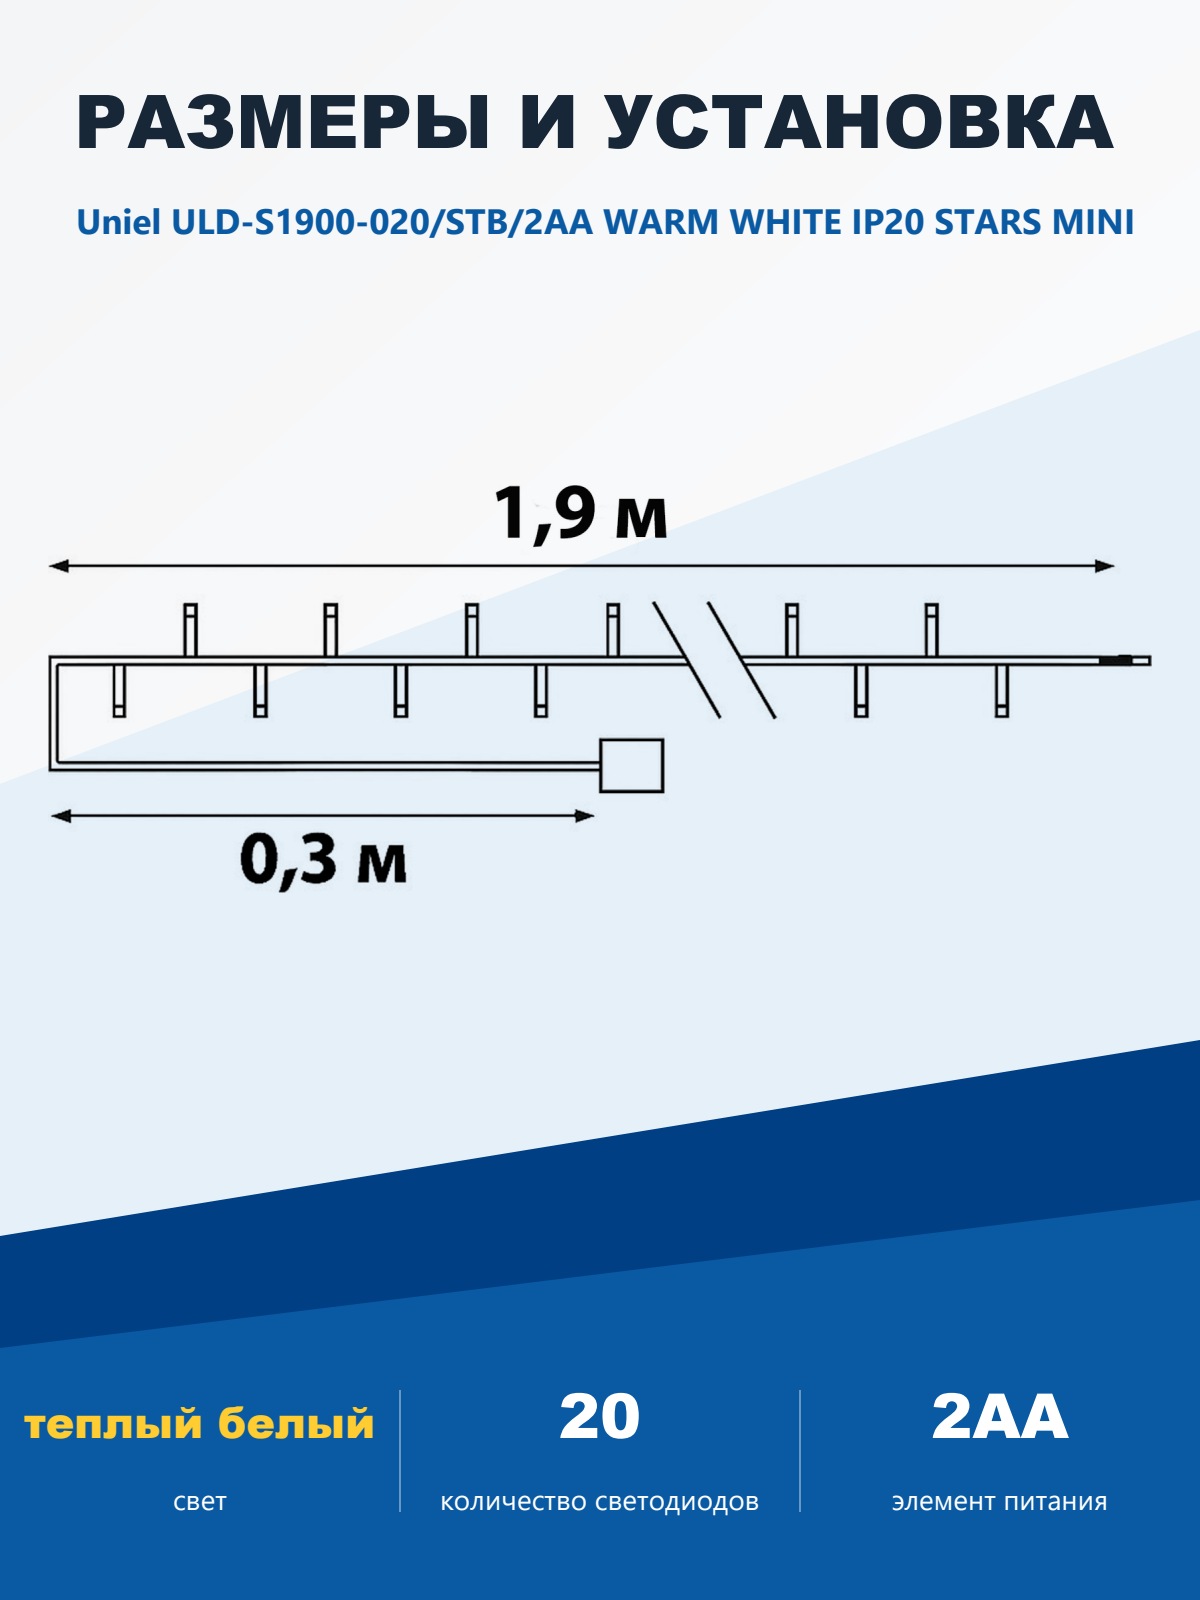 РАЗМЕРЫ И УСТАНОВКА
Uniel ULD-S1900-020/STB/2AA WARM WHITE IP20 STARS MINI
1,9 м
0,3 м
теплый белый
свет
20
количество светодиодов
2AA
элемент питания